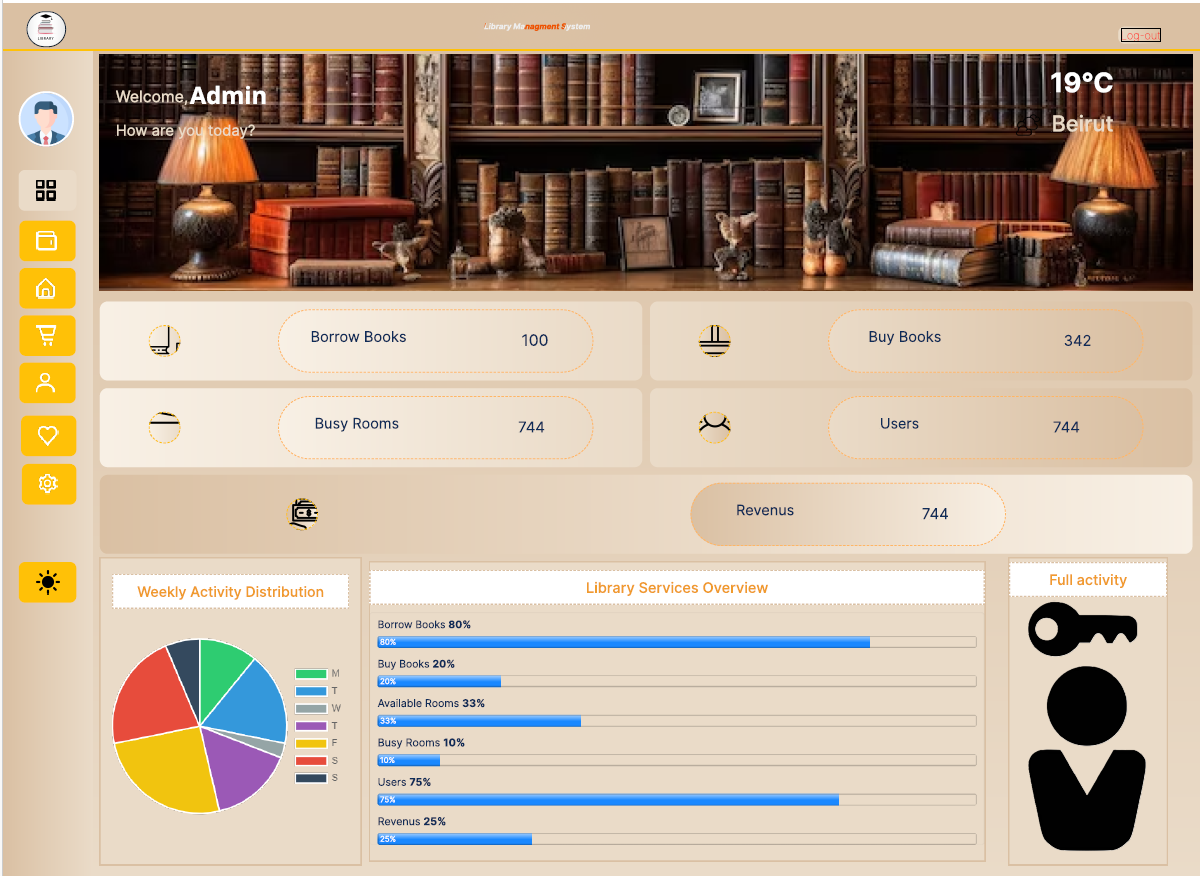 LIBRARY
Library Managment System
Log-out
Welcome,Admin
19°C
How are you today?
Beirut
Borrow Books 100
Buy Books 342
Busy Rooms 744
Users 744
Revenus 744
Weekly Activity Distribution
M
T
W
T
F
S
S
Library Services Overview
Borrow Books 80%
80%
Buy Books 20%
20%
Available Rooms 33%
33%
Busy Rooms 10%
10%
Users 75%
75%
Revenus 25%
25%
Full activity